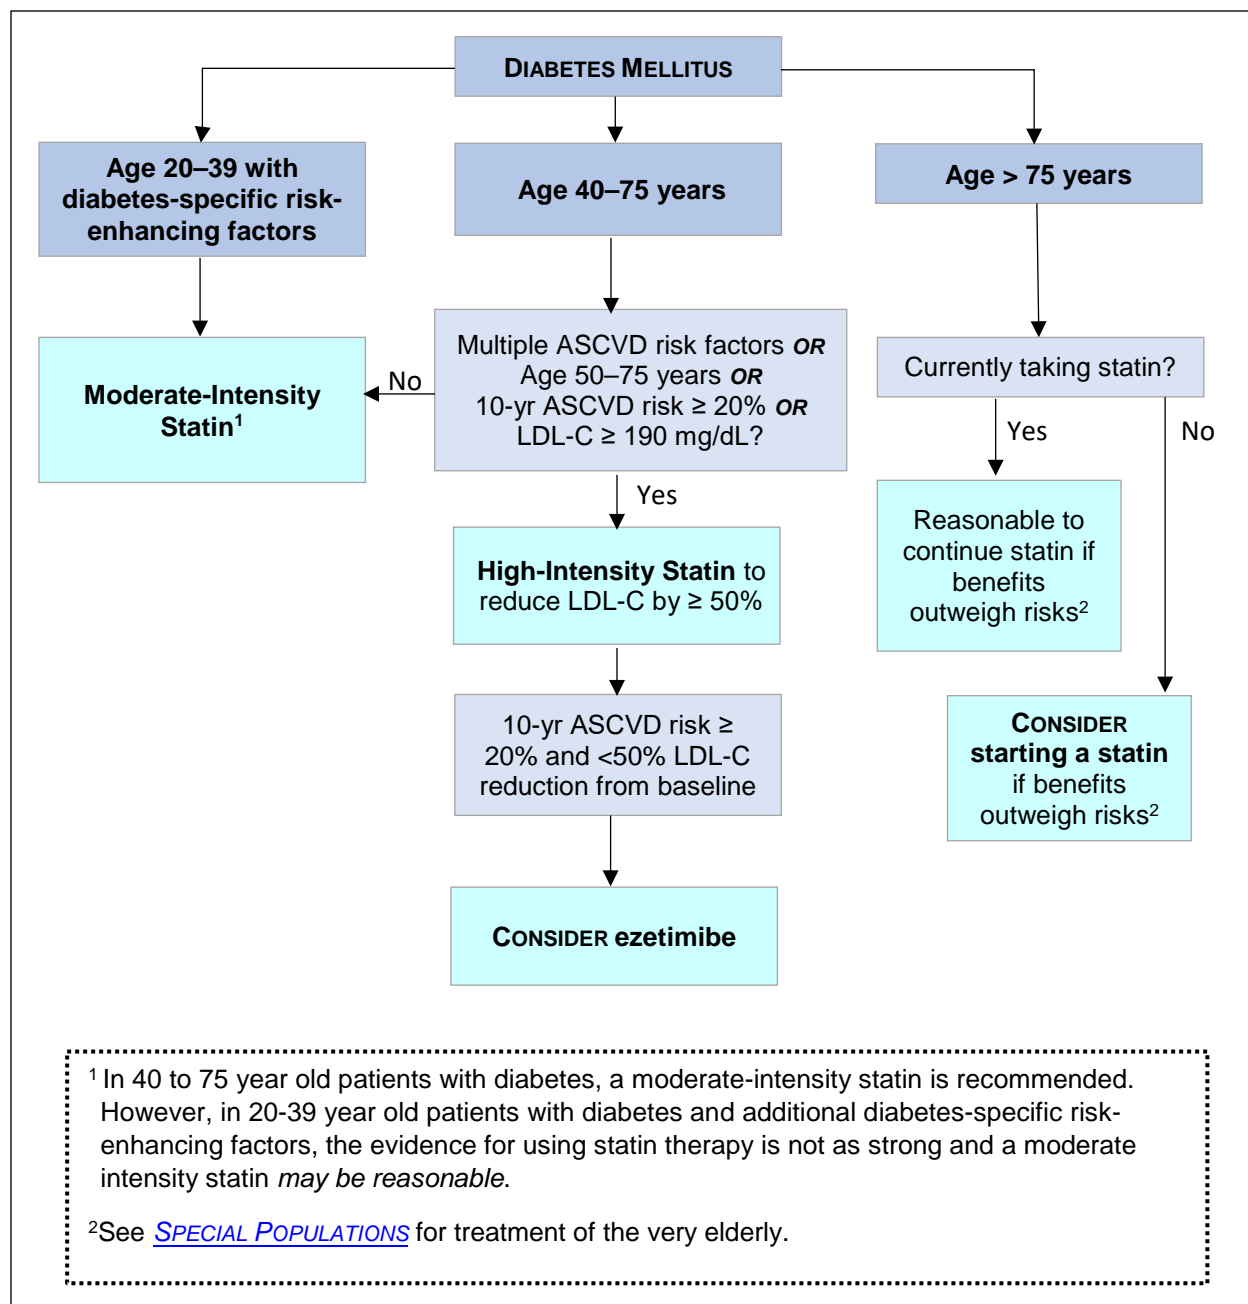 DIABETES MELLITUS
Age 20–39 with
diabetes-specific risk-
enhancing factors
Age 40–75 years
Age > 75 years
Moderate-Intensity
Statin1
No
Multiple ASCVD risk factors OR
Age 50–75 years OR
10-yr ASCVD risk ≥ 20% OR
LDL-C ≥ 190 mg/dL?
Currently taking statin?
Yes
No
Yes
High-Intensity Statin to
reduce LDL-C by ≥ 50%
Reasonable to
continue statin if
benefits
outweigh risks2
10-yr ASCVD risk ≥
20% and <50% LDL-C
reduction from baseline
CONSIDER
starting a statin
if benefits
outweigh risks2
CONSIDER ezetimibe
1 In 40 to 75 year old patients with diabetes, a moderate-intensity statin is recommended.
However, in 20-39 year old patients with diabetes and additional diabetes-specific risk-
enhancing factors, the evidence for using statin therapy is not as strong and a moderate
intensity statin may be reasonable.
2See SPECIAL POPULATIONS for treatment of the very elderly.